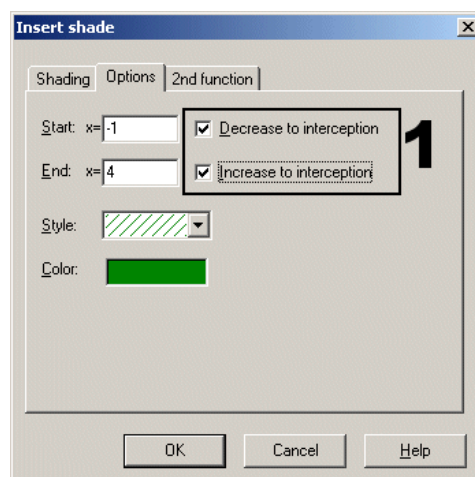 Insert shade
Shading Options 2nd function
Start: x= -1 Decrease to interception
End: x= 4 Increase to interception
1
Style:
Color:
OK Cancel Help